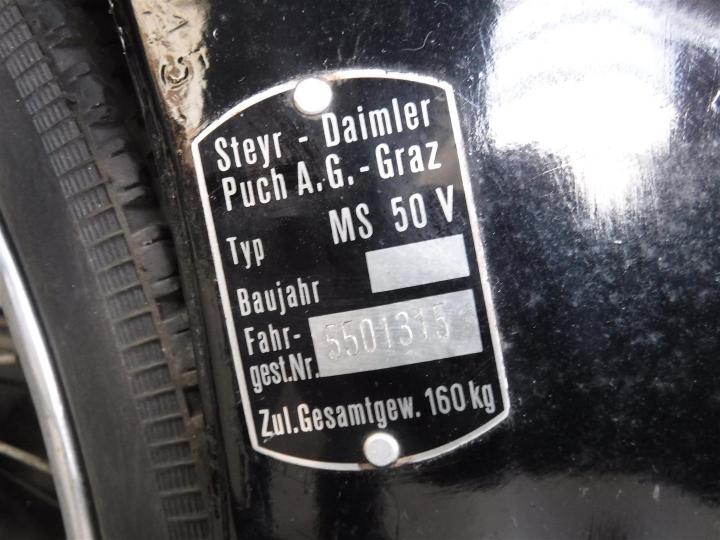 Steyr - Daimler
Puch A.G. - Graz
Typ MS 50 V
Baujahr
Fahr-
gest.Nr. 5501315
Zul.Gesamtgew. 160 kg